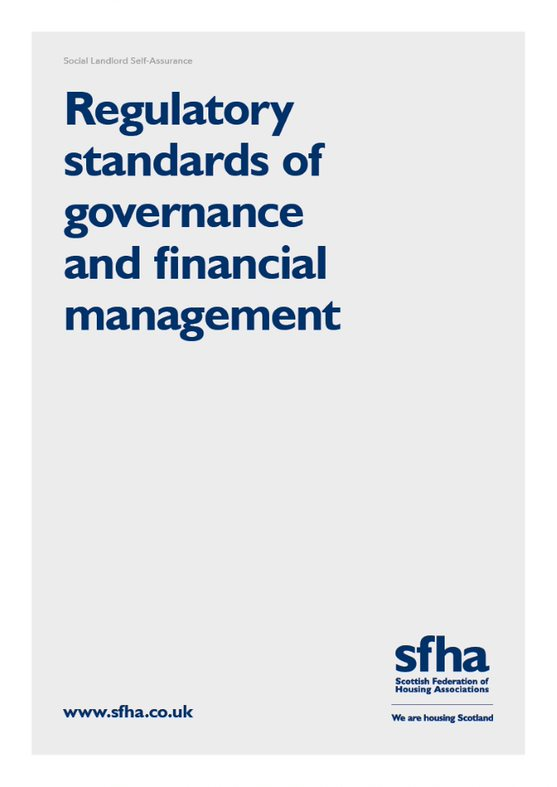 Social Landlord Self-Assurance
Regulatory
standards of
governance
and financial
management
sfha
Scottish Federation of
Housing Associations
We are housing Scotland
www.sfha.co.uk